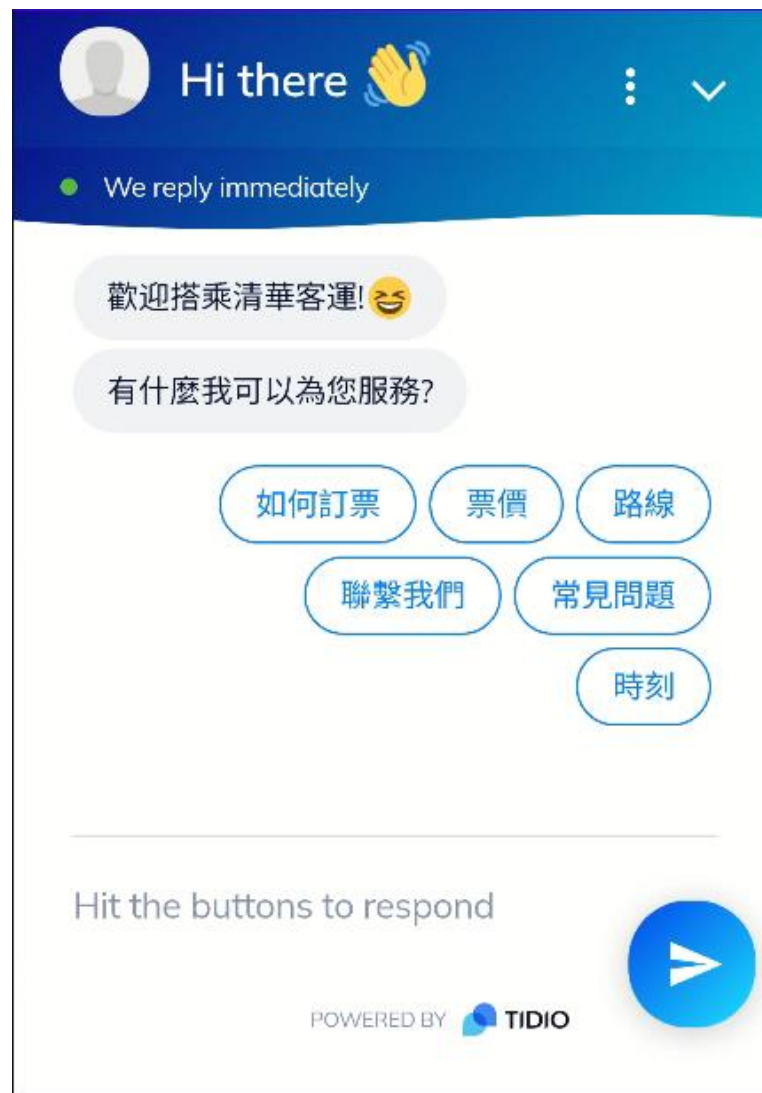 Hi there 👋
We reply immediately
歡迎搭乘清華客運!😆
有什麼我可以為您服務?
如何訂票 票價 路線
聯繫我們 常見問題
時刻
Hit the buttons to respond
POWERED BY TIDIO